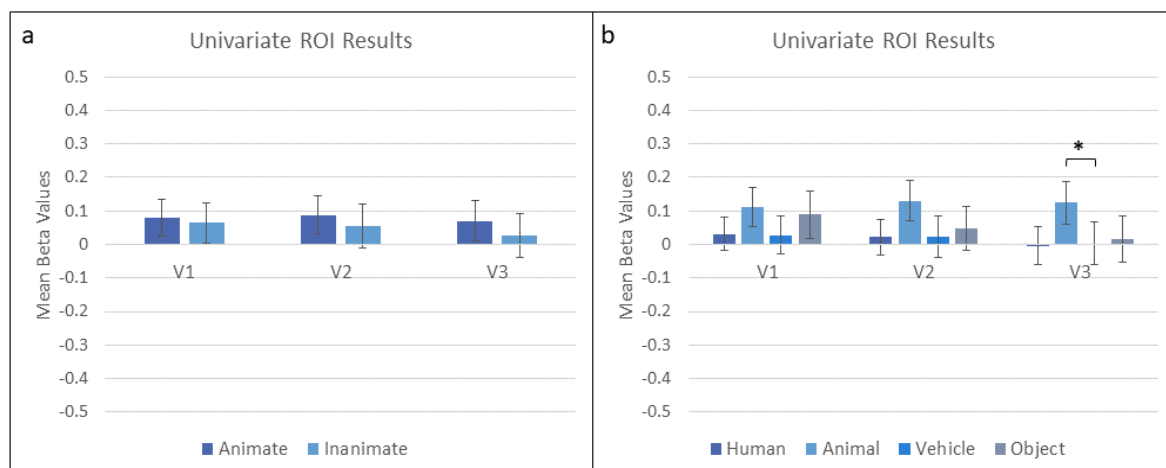 a
Univariate ROI Results
Mean Beta Values
0.5
0.4
0.3
0.2
0.1
0
-0.1
-0.2
-0.3
-0.4
-0.5
V1 V2 V3
Animate Inanimate
b
Univariate ROI Results
Mean Beta Values
0.5
0.4
0.3
0.2
0.1
0
-0.1
-0.2
-0.3
-0.4
-0.5
*
V1 V2 V3
Human Animal Vehicle Object